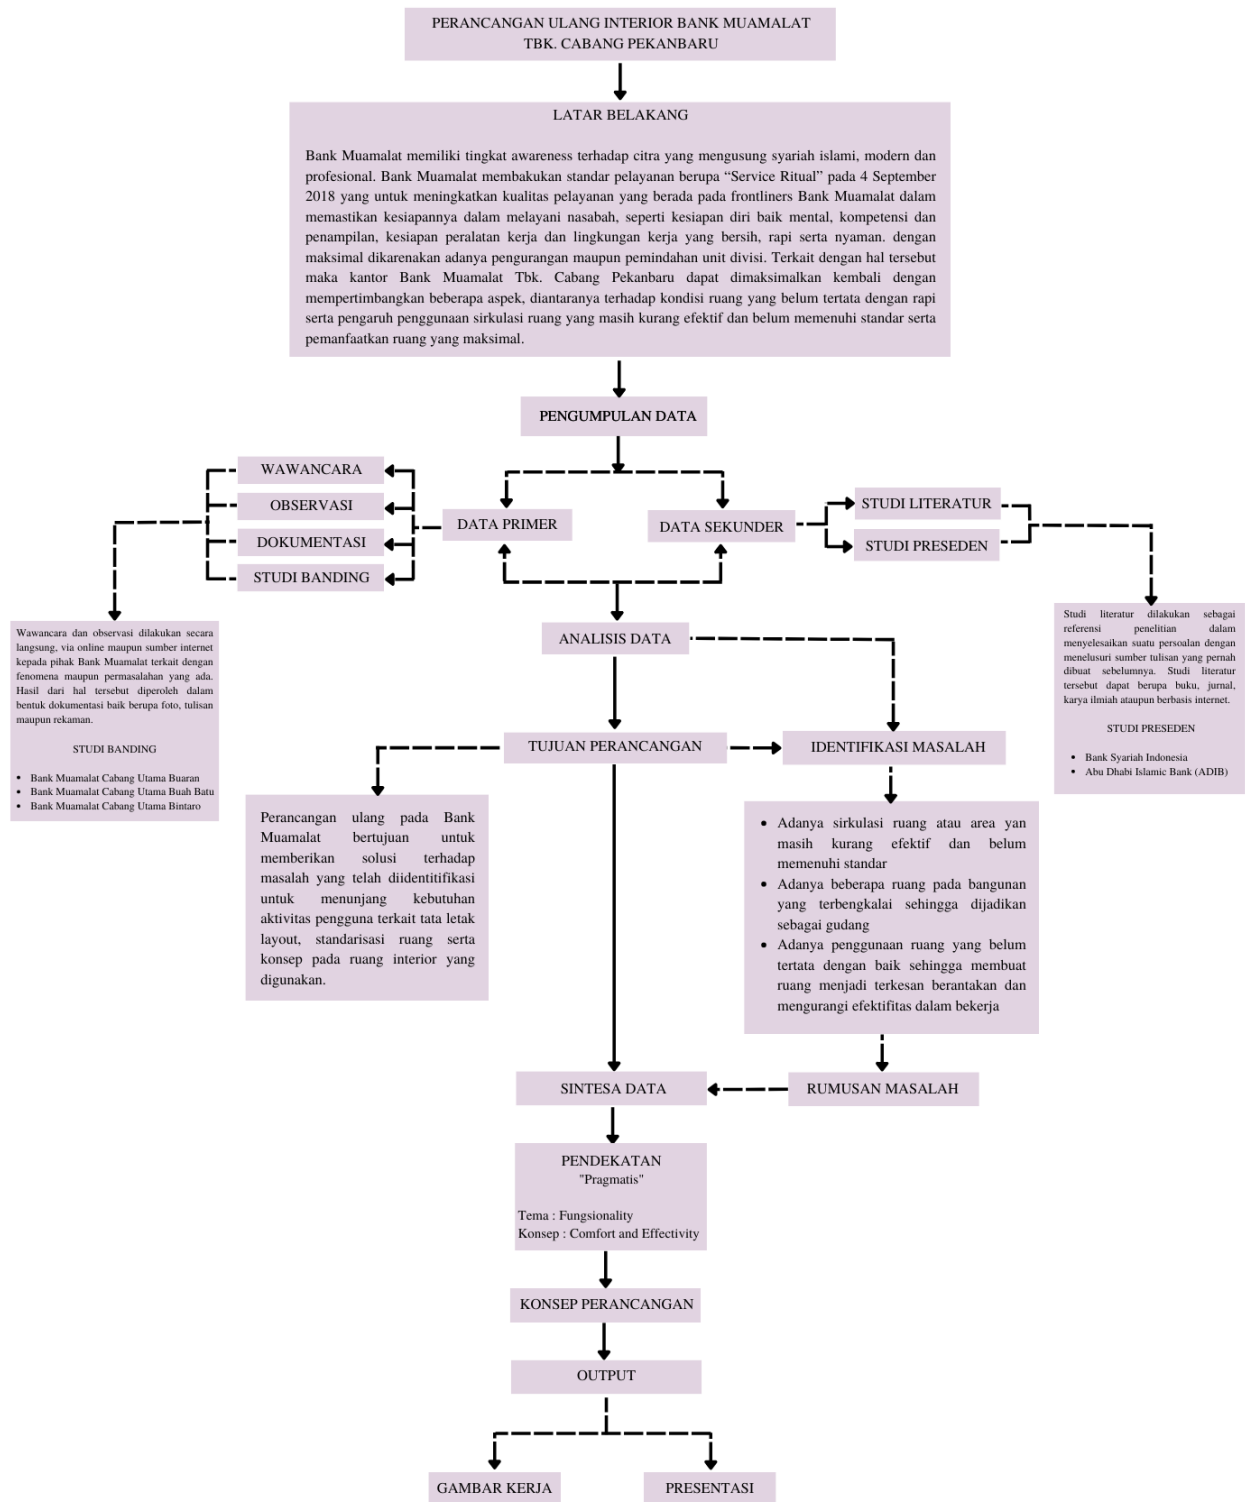 PERANCANGAN ULANG INTERIOR BANK MUAMALAT
TBK. CABANG PEKANBARU
LATAR BELAKANG
Bank Muamalat memiliki tingkat awareness terhadap citra yang mengusung syariah islami, modern dan
profesional. Bank Muamalat membakukan standar pelayanan berupa “Service Ritual” pada 4 September
2018 yang untuk meningkatkan kualitas pelayanan yang berada pada frontliners Bank Muamalat dalam
memastikan kesiapannya dalam melayani nasabah, seperti kesiapan diri baik mental, kompetensi dan
penampilan, kesiapan peralatan kerja dan lingkungan kerja yang bersih, rapi serta nyaman. dengan
maksimal dikarenakan adanya pengurangan maupun pemindahan unit divisi. Terkait dengan hal tersebut
maka kantor Bank Muamalat Tbk. Cabang Pekanbaru dapat dimaksimalkan kembali dengan
mempertimbangkan beberapa aspek, diantaranya terhadap kondisi ruang yang belum tertata dengan rapi
serta pengaruh penggunaan sirkulasi ruang yang masih kurang efektif dan belum memenuhi standar serta
pemanfaatkan ruang yang maksimal.
PENGUMPULAN DATA
WAWANCARA
OBSERVASI
DOKUMENTASI
STUDI BANDING
DATA PRIMER
DATA SEKUNDER
STUDI LITERATUR
STUDI PRESEDEN
Wawancara dan observasi dilakukan secara
langsung, via online maupun sumber internet
kepada pihak Bank Muamalat terkait dengan
fenomena maupun permasalahan yang ada.
Hasil dari hal tersebut diperoleh dalam
bentuk dokumentasi baik berupa foto, tulisan
maupun rekaman.
STUDI BANDING
• Bank Muamalat Cabang Utama Buaran
• Bank Muamalat Cabang Utama Buah Batu
• Bank Muamalat Cabang Utama Bintaro
Studi literatur dilakukan sebagai
referensi penelitian dalam
menyelesaikan suatu persoalan dengan
menelusuri sumber tulisan yang pernah
dibuat sebelumnya. Studi literatur
tersebut dapat berupa buku, jurnal,
karya ilmiah ataupun berbasis internet.
STUDI PRESEDEN
• Bank Syariah Indonesia
• Abu Dhabi Islamic Bank (ADIB)
ANALISIS DATA
TUJUAN PERANCANGAN
IDENTIFIKASI MASALAH
Perancangan ulang pada Bank
Muamalat bertujuan untuk
memberikan solusi terhadap
masalah yang telah diidentitifikasi
untuk menunjang kebutuhan
aktivitas pengguna terkait tata letak
layout, standarisasi ruang serta
konsep pada ruang interior yang
digunakan.
• Adanya sirkulasi ruang atau area yan
masih kurang efektif dan belum
memenuhi standar
• Adanya beberapa ruang pada bangunan
yang terbengkalai sehingga dijadikan
sebagai gudang
• Adanya penggunaan ruang yang belum
tertata dengan baik sehingga membuat
ruang menjadi terkesan berantakan dan
mengurangi efektifitas dalam bekerja
SINTESA DATA
RUMUSAN MASALAH
PENDEKATAN
"Pragmatis"
Tema : Fungsionality
Konsep : Comfort and Effectivity
KONSEP PERANCANGAN
OUTPUT
GAMBAR KERJA
PRESENTASI